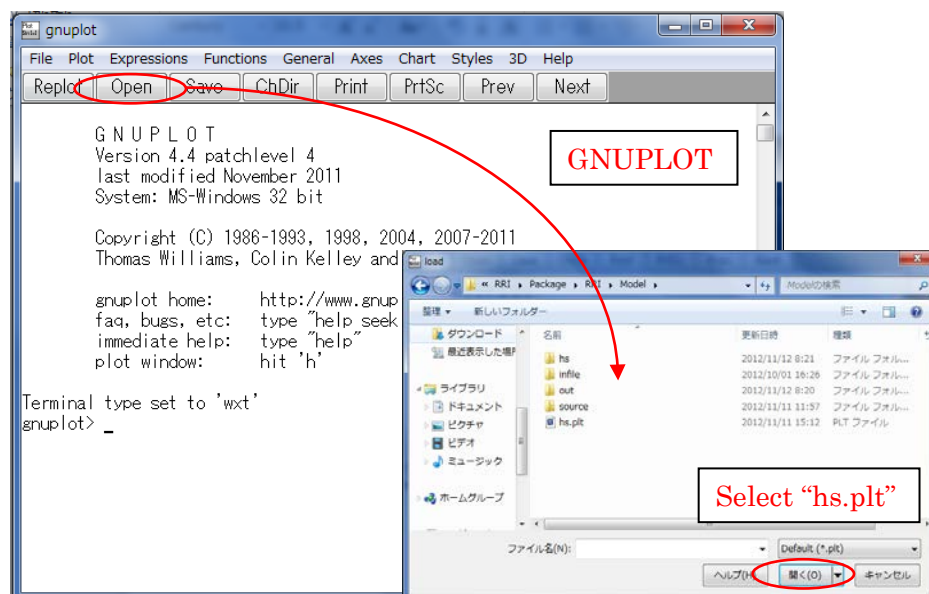 gnuplot
File Plot Expressions Functions General Axes Chart Styles 3D Help
Replot Open Save ChDir Print PrtSc Prev Next
G N U P L O T
Version 4.4 patchlevel 4
last modified November 2011
System: MS-Windows 32 bit
Copyright (C) 1986-1993, 1998, 2004, 2007-2011
Thomas Williams, Colin Kelley and
gnuplot home: http://www.gnup
faq, bugs, etc: type "help seek
immediate help: type "help"
plot window: hit 'h'
Terminal type set to 'wxt'
gnuplot> _
GNUPLOT
load
« RRI ▸ Package ▸ RRI ▸ Model ▸
Modelの検索
整理 ▾ 新しいフォルダー
ダウンロード
最近表示した場所
ライブラリ
ドキュメント
ピクチャ
ビデオ
ミュージック
ホームグループ
名前 更新日時 種類
hs 2012/11/12 8:21 ファイル フォル...
infile 2012/10/01 16:26 ファイル フォル...
out 2012/11/12 8:20 ファイル フォル...
source 2012/11/11 11:57 ファイル フォル...
hs.plt 2012/11/11 15:12 PLT ファイル
Select “hs.plt”
ファイル名(N):
Default (*.plt)
ヘルプ(H)
開く(O)
キャンセル